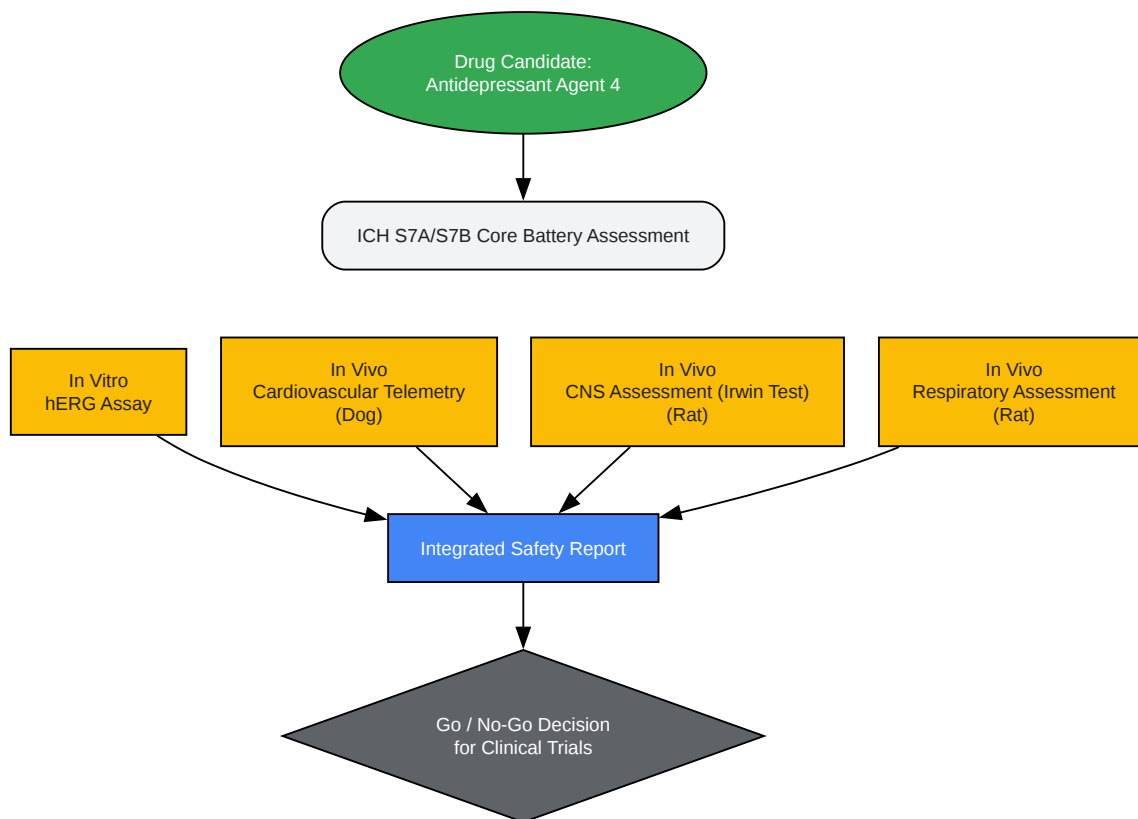 Drug Candidate:
Antidepressant Agent 4
ICH S7A/S7B Core Battery Assessment
In Vitro
hERG Assay
In Vivo
Cardiovascular Telemetry
(Dog)
In Vivo
CNS Assessment (Irwin Test)
(Rat)
In Vivo
Respiratory Assessment
(Rat)
Integrated Safety Report
Go / No-Go Decision
for Clinical Trials